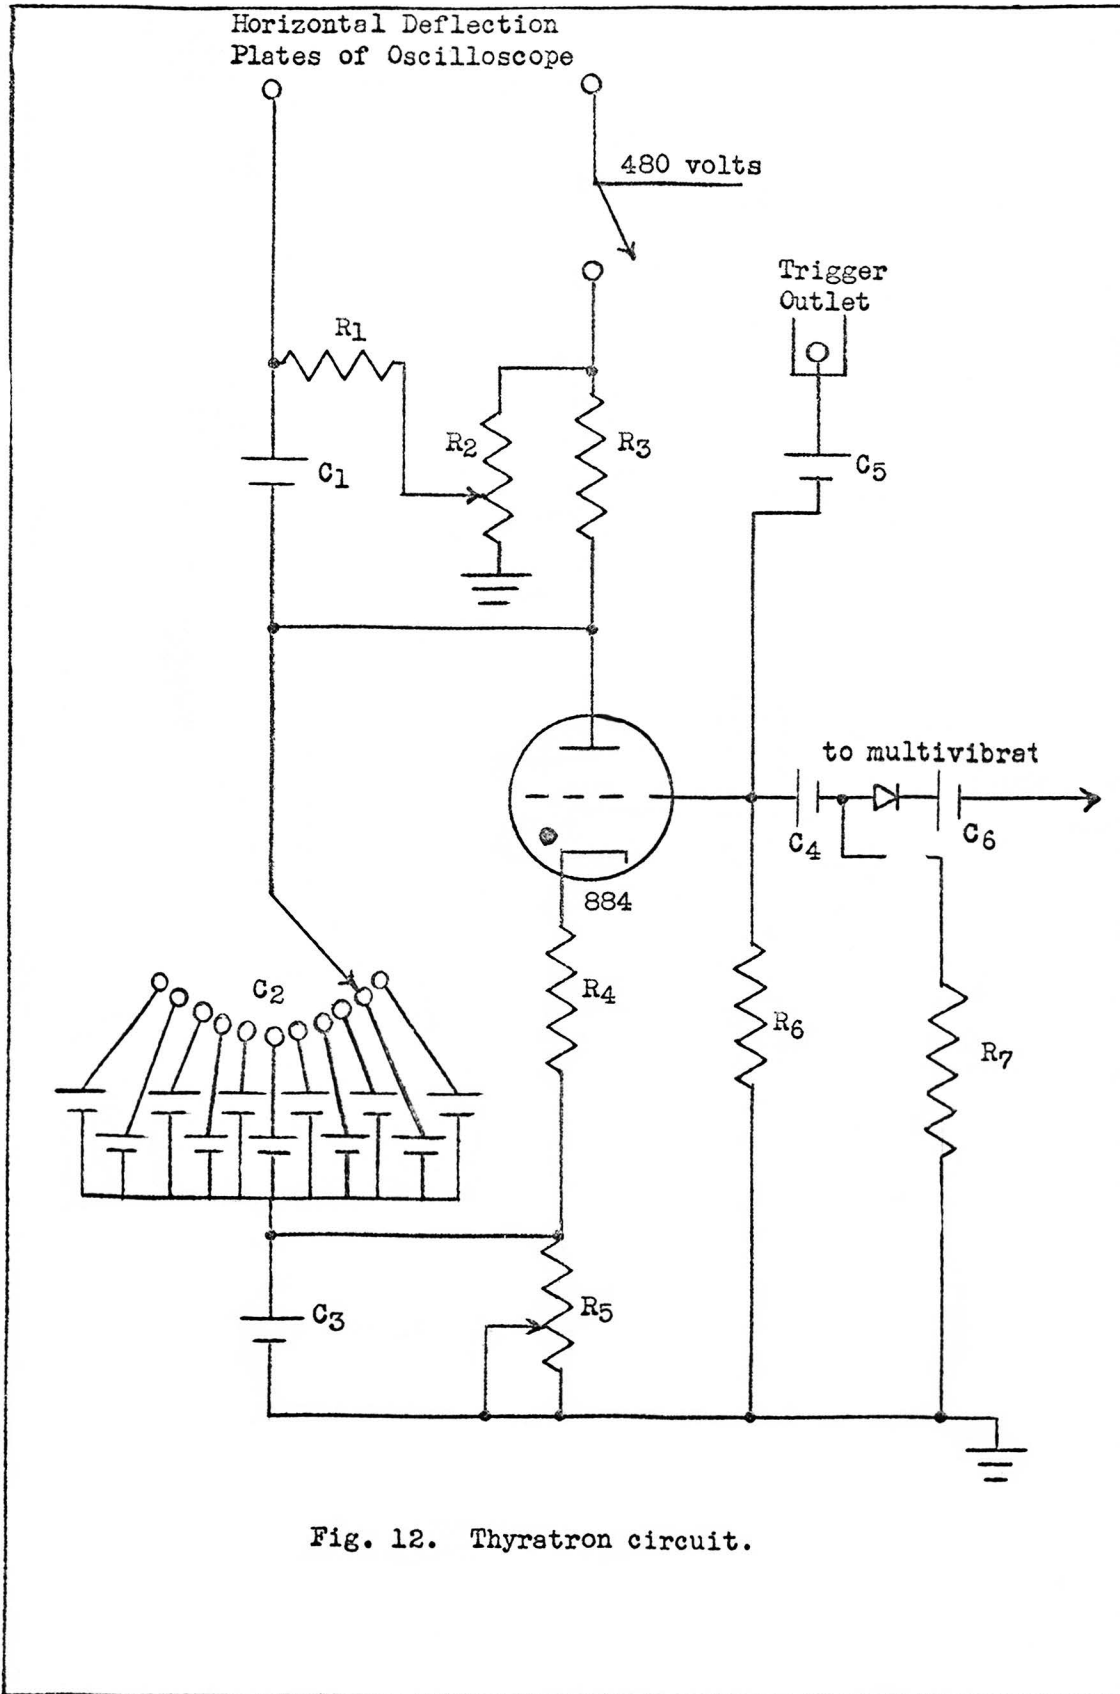 Horizontal Deflection
Plates of Oscilloscope
480 volts
Trigger
Outlet
R1
R2
R3
C1
C5
to multivibrat
C4
C6
884
C2
R4
R6
R7
C3
R5
Fig. 12. Thyratron circuit.